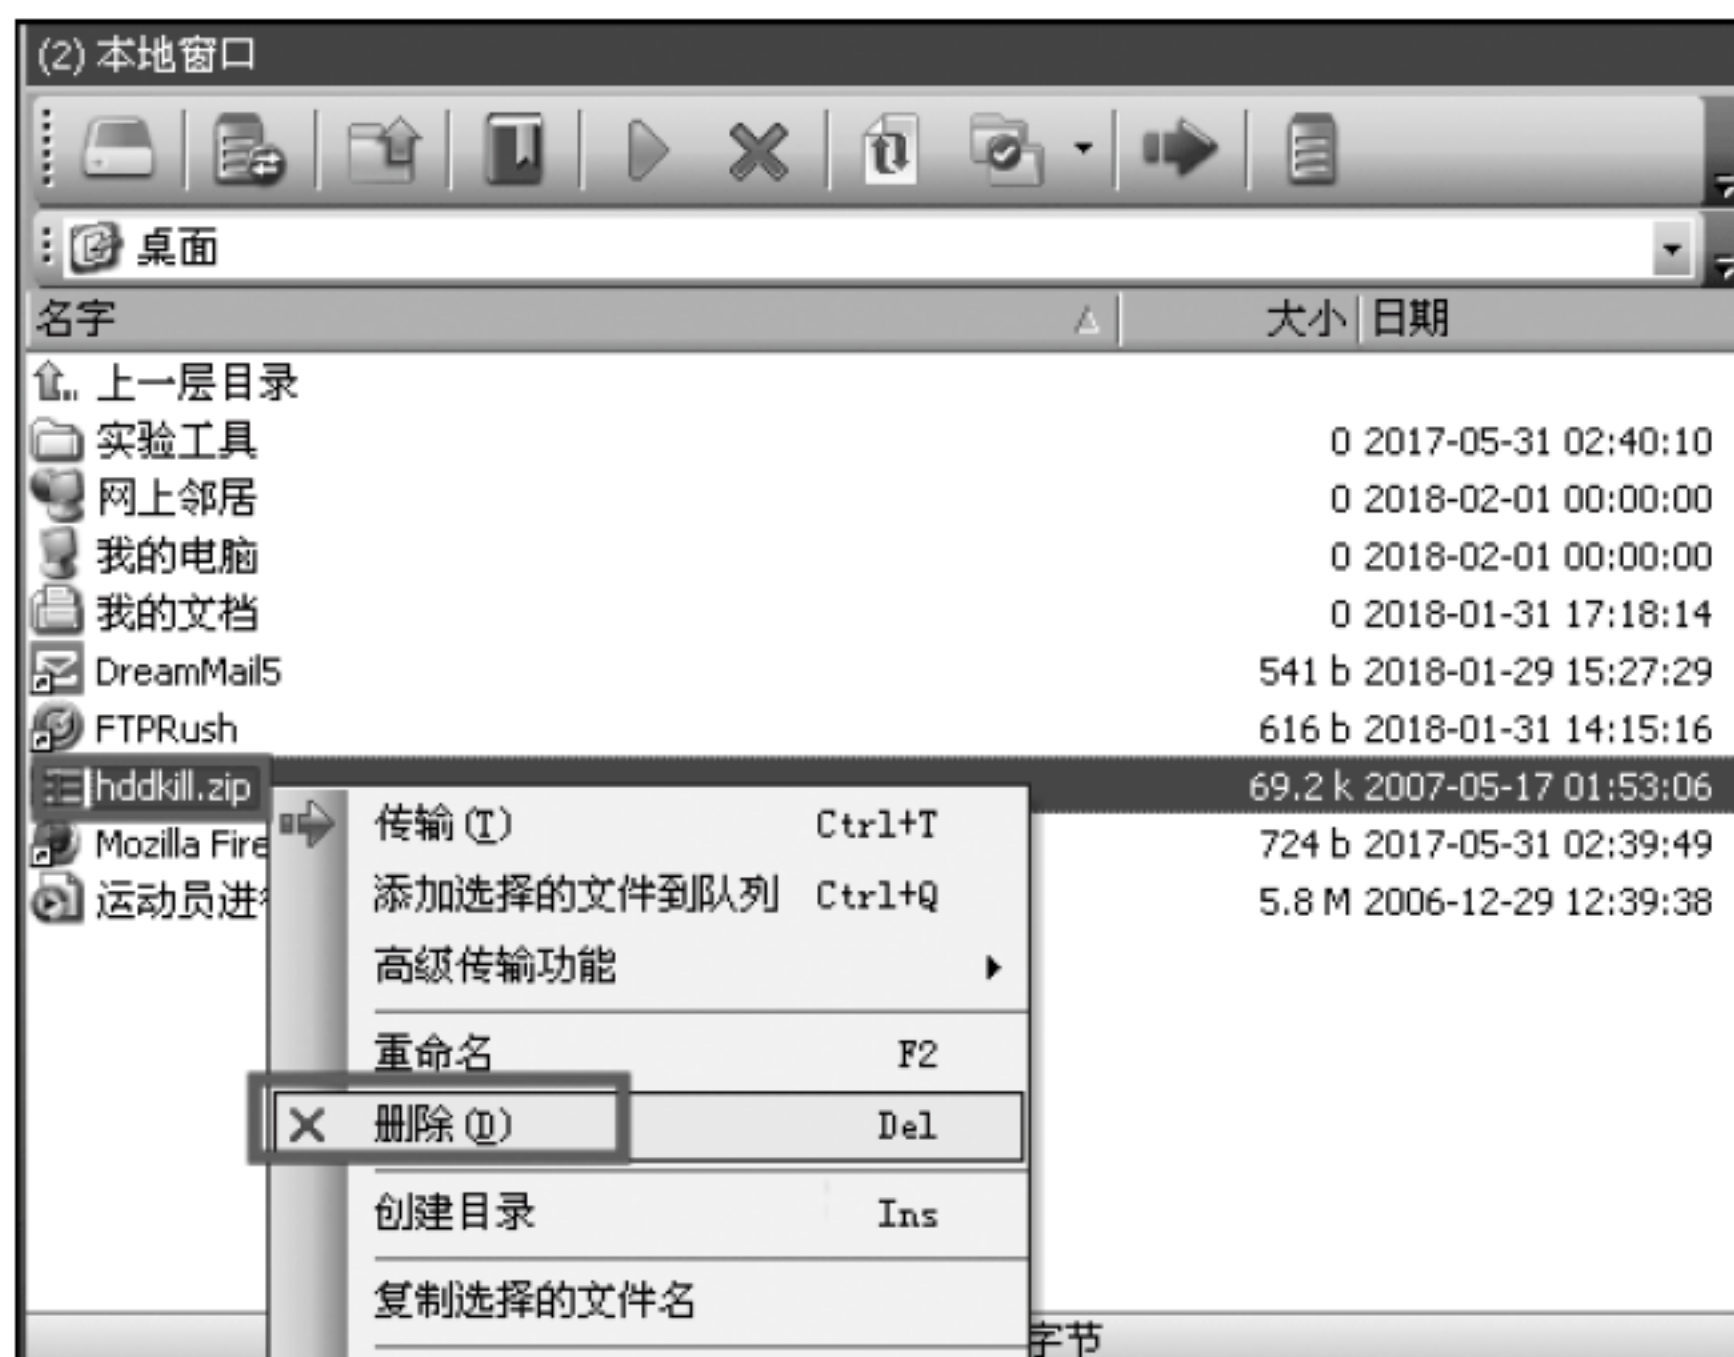 (2) 本地窗口
桌面
名字 大小 日期
上一层目录
实验工具 0 2017-05-31 02:40:10
网上邻居 0 2018-02-01 00:00:00
我的电脑 0 2018-02-01 00:00:00
我的文档 0 2018-01-31 17:18:14
DreamMail5 541 b 2018-01-29 15:27:29
FTPRush 616 b 2018-01-31 14:15:16
hddkill.zip 69.2 k 2007-05-17 01:53:06
Mozilla Fire 724 b 2017-05-31 02:39:49
运动员进 5.8 M 2006-12-29 12:39:38
传输(T) Ctrl+T
添加选择的文件到队列 Ctrl+Q
高级传输功能
重命名 F2
删除(D) Del
创建目录 Ins
复制选择的文件名
字节